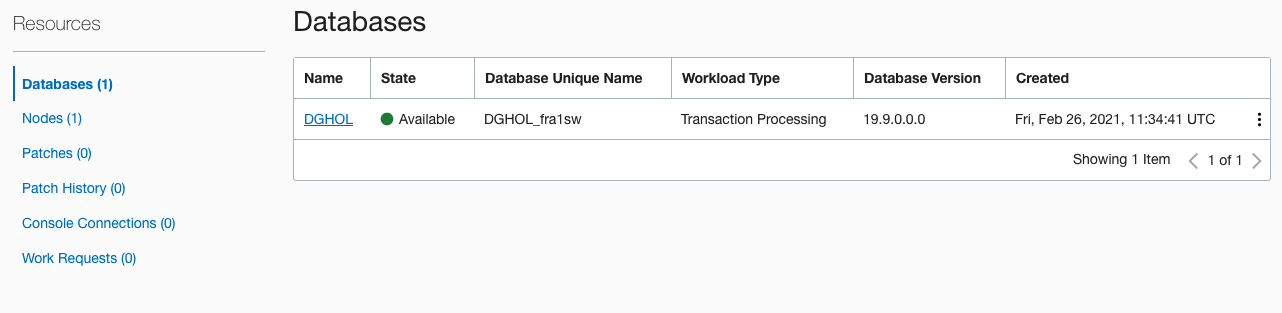 Resources
Databases (1)
Nodes (1)
Patches (0)
Patch History (0)
Console Connections (0)
Work Requests (0)
Databases
Name State Database Unique Name Workload Type Database Version Created
DGHOL Available DGHOL_fra1sw Transaction Processing 19.9.0.0.0 Fri, Feb 26, 2021, 11:34:41 UTC
Showing 1 Item 1 of 1